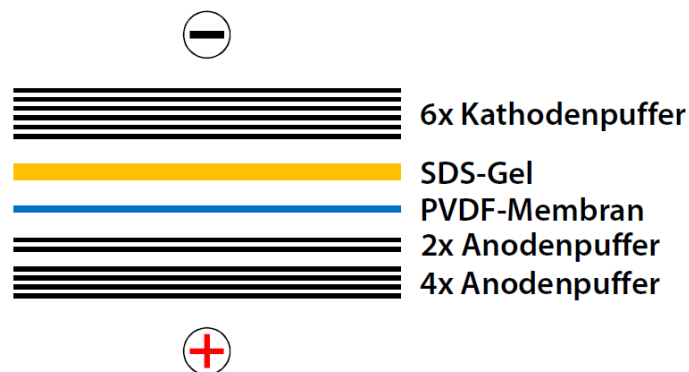 6x Kathodenpuffer
SDS-Gel
PVDF-Membran
2x Anodenpuffer
4x Anodenpuffer